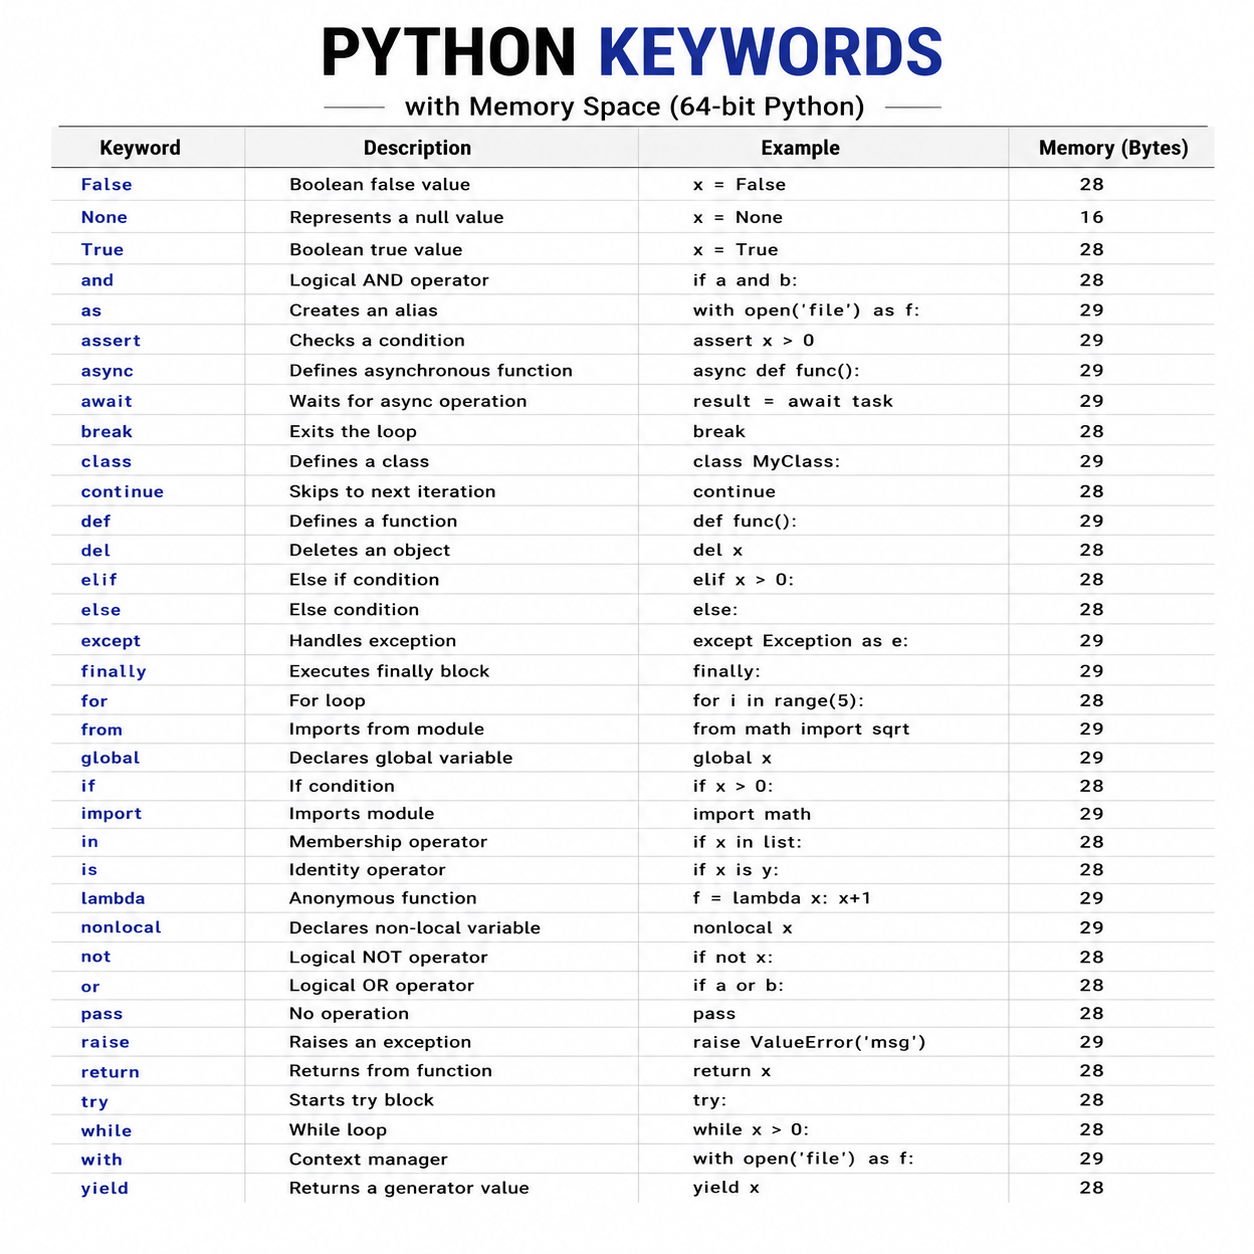 PYTHON KEYWORDS
with Memory Space (64-bit Python)
Keyword Description Example Memory (Bytes)
False Boolean false value x = False 28
None Represents a null value x = None 16
True Boolean true value x = True 28
and Logical AND operator if a and b: 28
as Creates an alias with open('file') as f: 29
assert Checks a condition assert x > 0 29
async Defines asynchronous function async def func(): 29
await Waits for async operation result = await task 29
break Exits the loop break 28
class Defines a class class MyClass: 29
continue Skips to next iteration continue 28
def Defines a function def func(): 29
del Deletes an object del x 28
elif Else if condition elif x > 0: 28
else Else condition else: 28
except Handles exception except Exception as e: 29
finally Executes finally block finally: 29
for For loop for i in range(5): 28
from Imports from module from math import sqrt 29
global Declares global variable global x 29
if If condition if x > 0: 28
import Imports module import math 29
in Membership operator if x in list: 28
is Identity operator if x is y: 28
lambda Anonymous function f = lambda x: x+1 29
nonlocal Declares non-local variable nonlocal x 29
not Logical NOT operator if not x: 28
or Logical OR operator if a or b: 28
pass No operation pass 28
raise Raises an exception raise ValueError('msg') 29
return Returns from function return x 28
try Starts try block try: 28
while While loop while x > 0: 28
with Context manager with open('file') as f: 29
yield Returns a generator value yield x 28